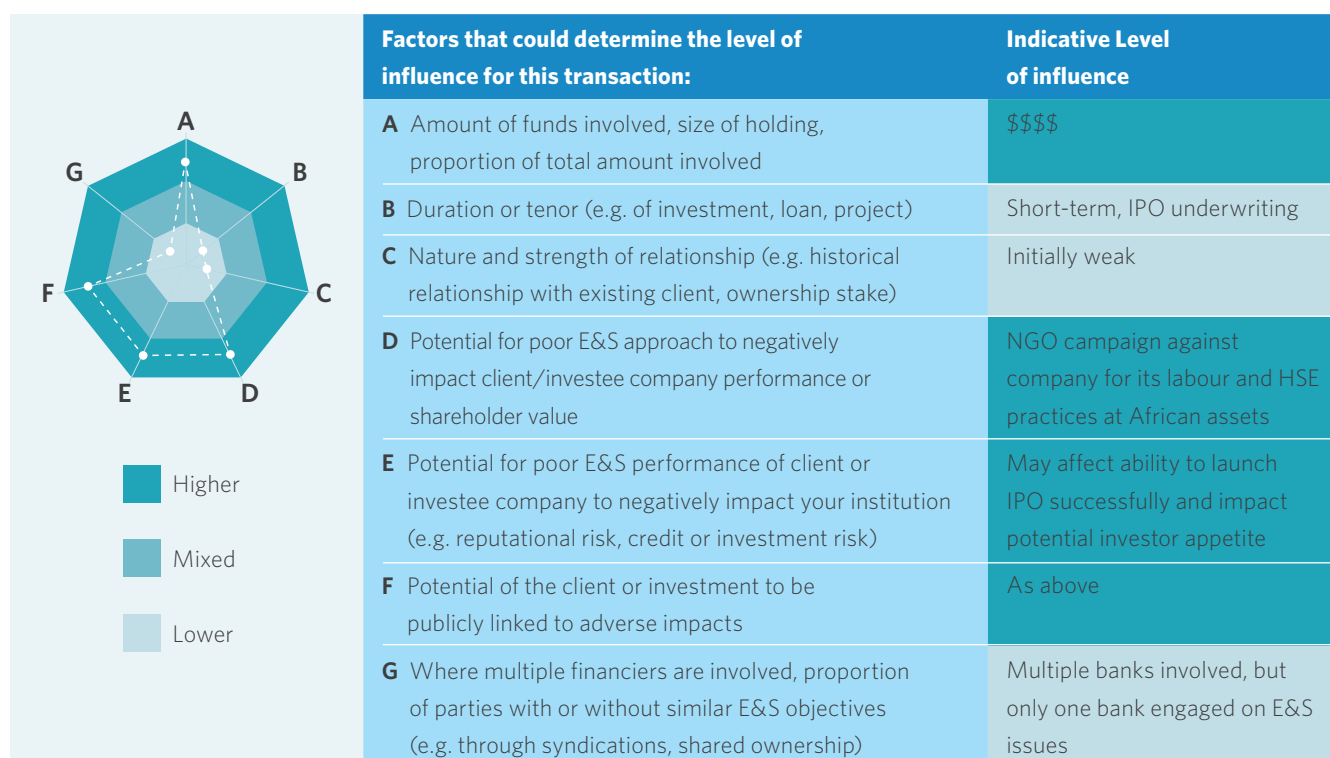 A
B
C
D
E
F
G
Higher
Mixed
Lower
Factors that could determine the level of
influence for this transaction:
Indicative Level
of influence
A Amount of funds involved, size of holding,
proportion of total amount involved
$$$$
B Duration or tenor (e.g. of investment, loan, project)
Short-term, IPO underwriting
C Nature and strength of relationship (e.g. historical
relationship with existing client, ownership stake)
Initially weak
D Potential for poor E&S approach to negatively
impact client/investee company performance or
shareholder value
NGO campaign against
company for its labour and HSE
practices at African assets
E Potential for poor E&S performance of client or
investee company to negatively impact your institution
(e.g. reputational risk, credit or investment risk)
May affect ability to launch
IPO successfully and impact
potential investor appetite
F Potential of the client or investment to be
publicly linked to adverse impacts
As above
G Where multiple financiers are involved, proportion
of parties with or without similar E&S objectives
(e.g. through syndications, shared ownership)
Multiple banks involved, but
only one bank engaged on E&S
issues